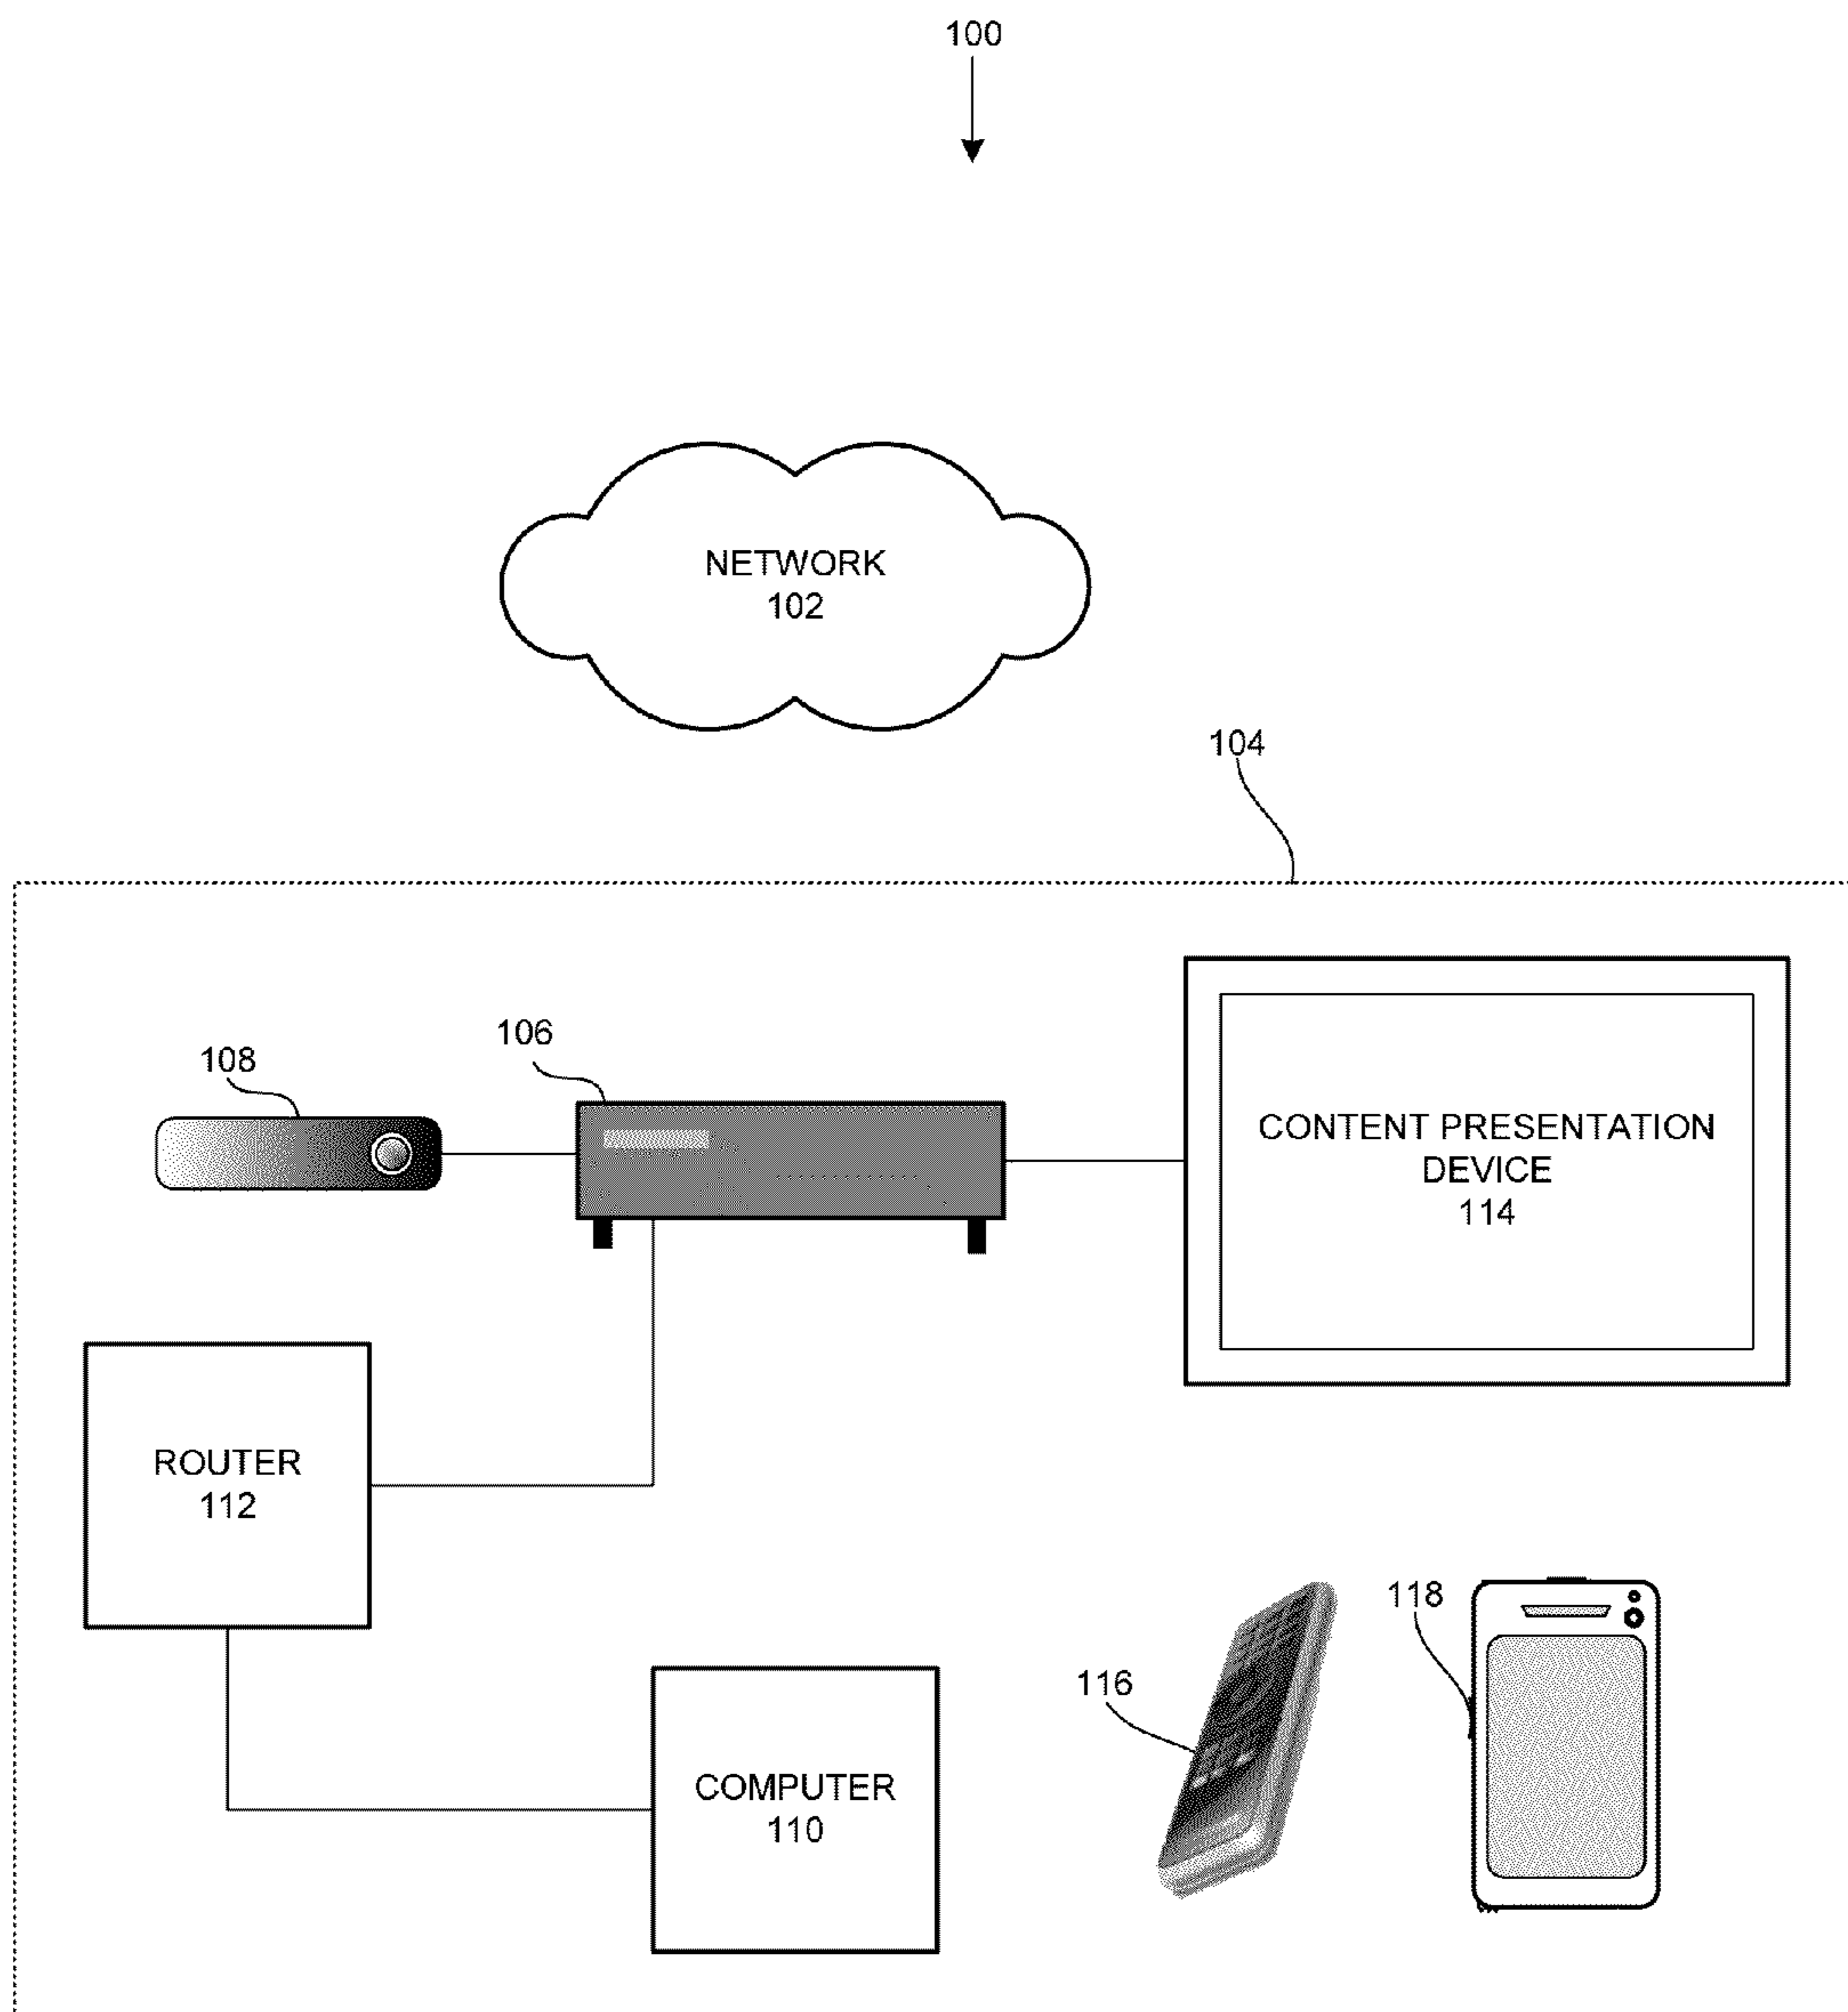 100
NETWORK
102
104
108
106
CONTENT PRESENTATION
DEVICE
114
ROUTER
112
118
116
COMPUTER
110